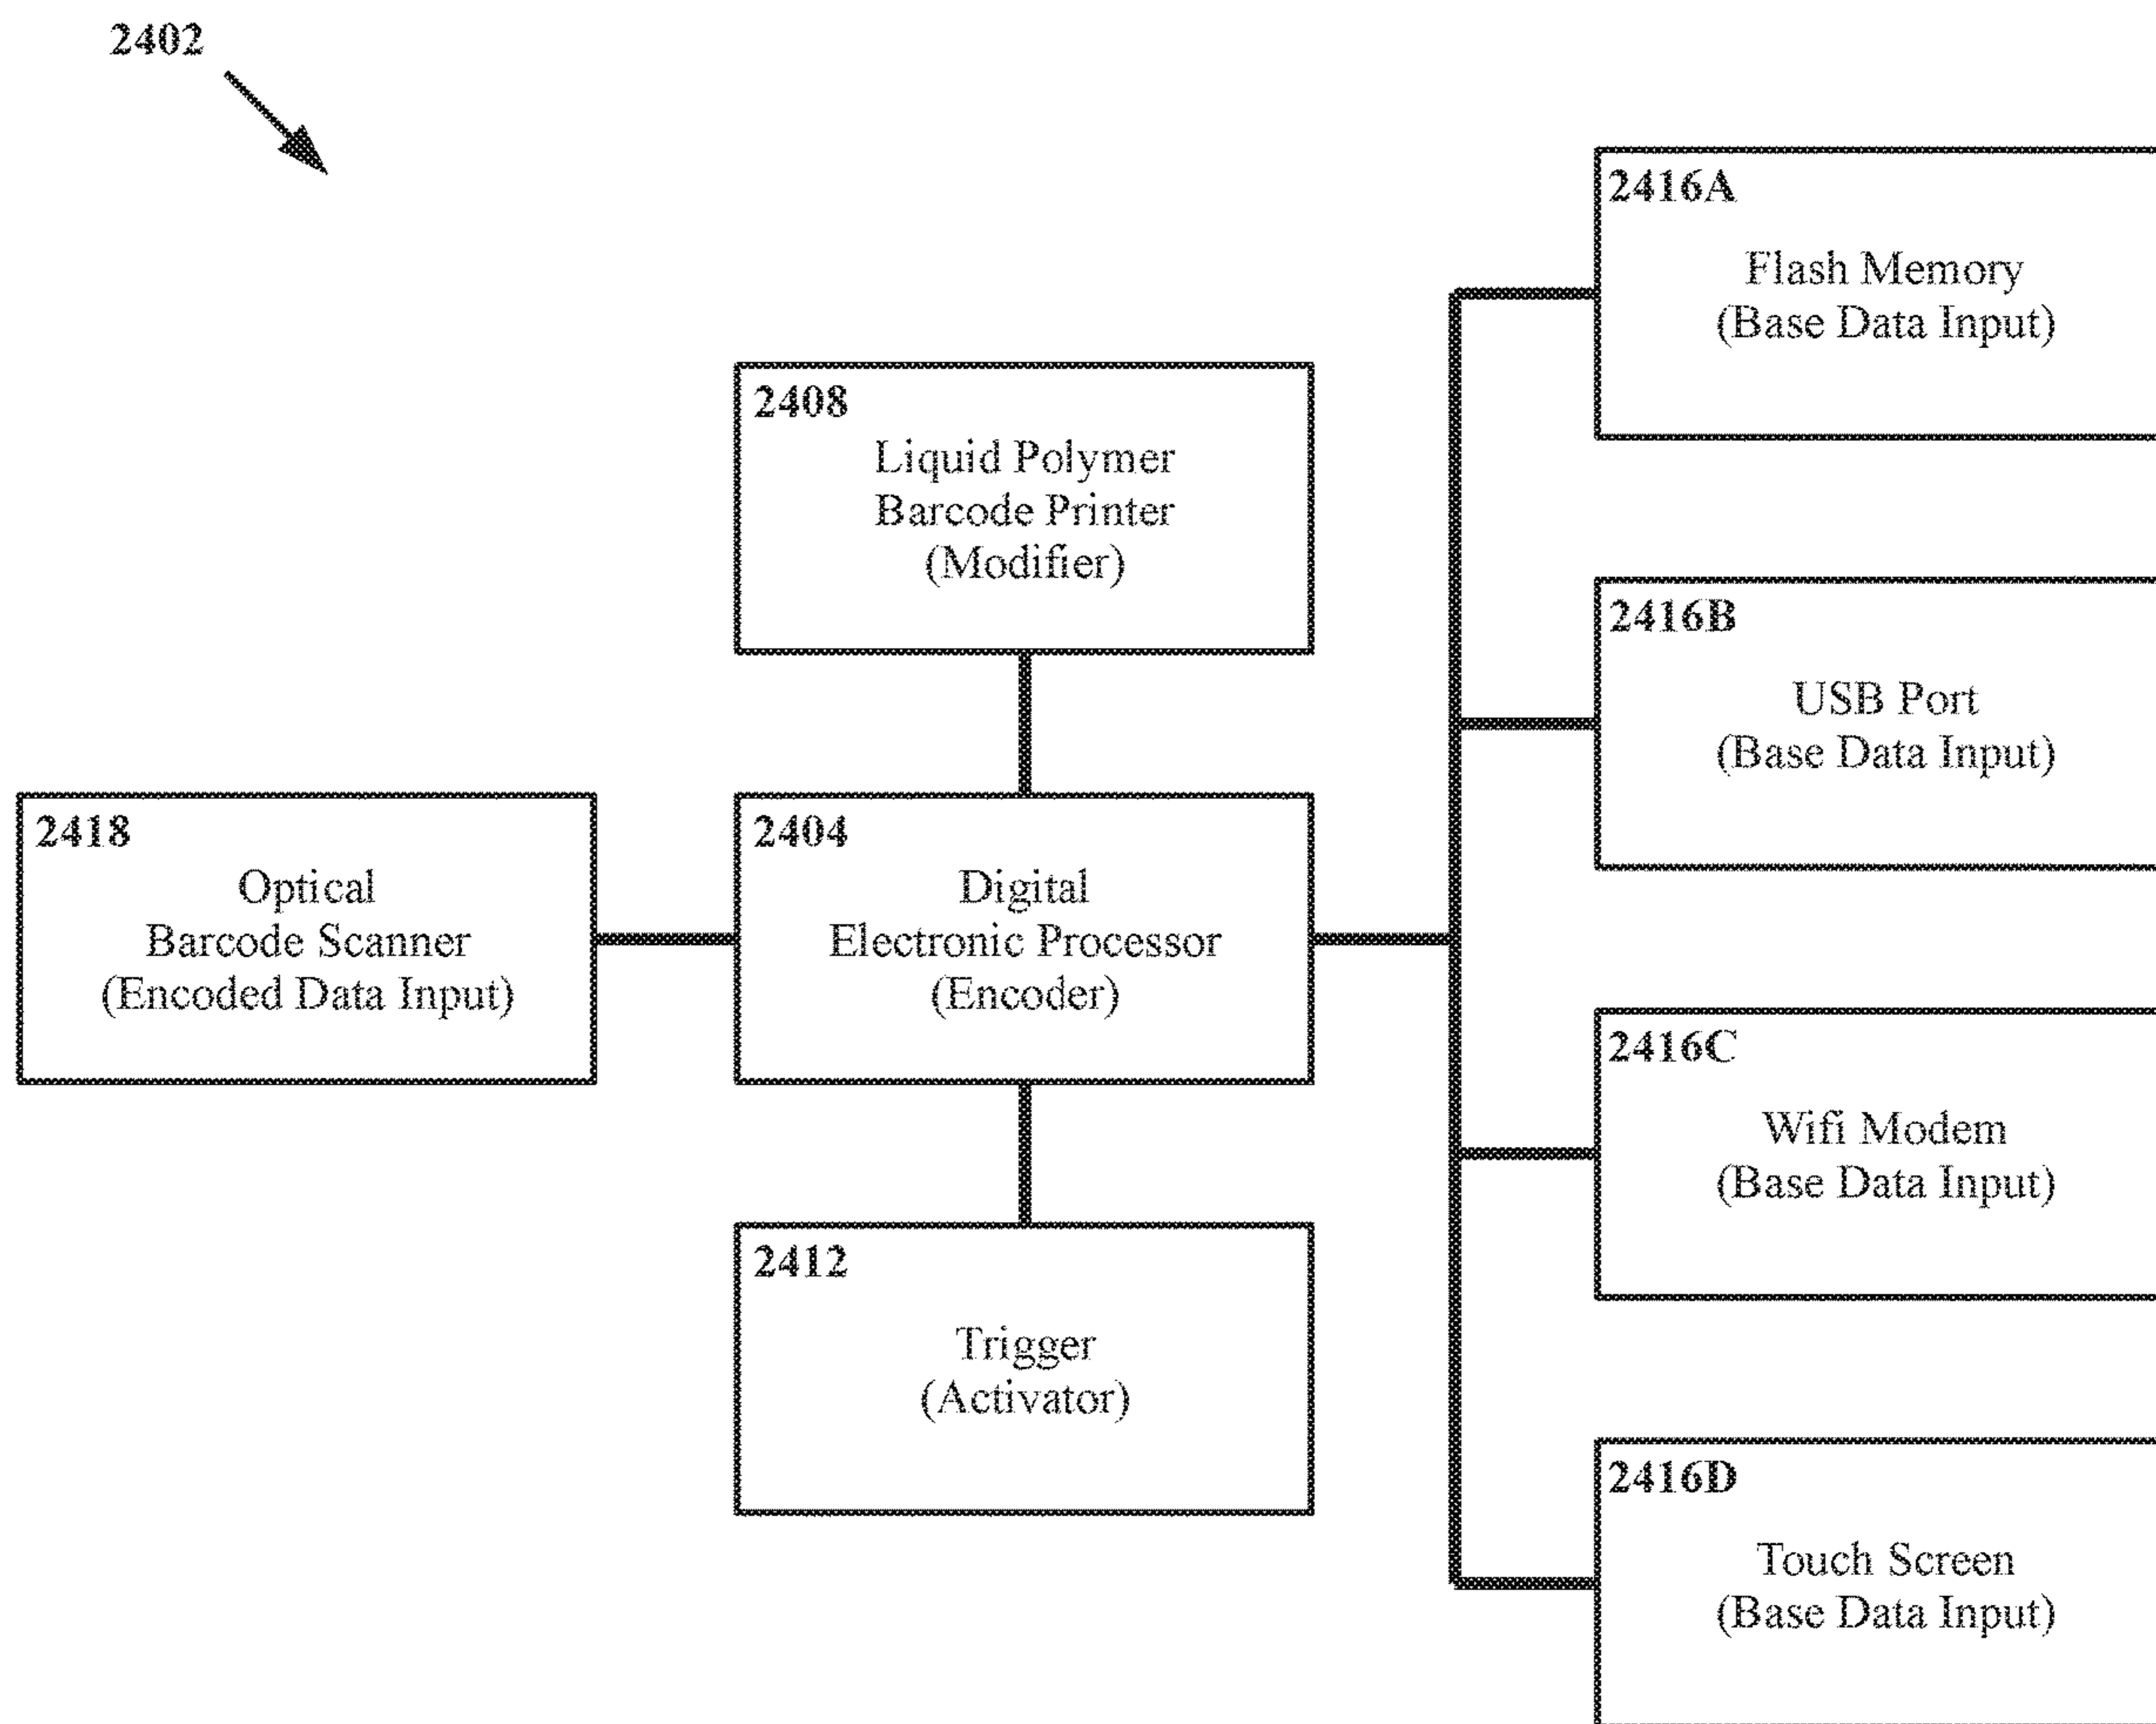 2402
2416A
Flash Memory
(Base Data Input)
2408
Liquid Polymer
Barcode Printer
(Modifier)
2416B
USB Port
(Base Data Input)
2418
Optical
Barcode Scanner
(Encoded Data Input)
2404
Digital
Electronic Processor
(Encoder)
2416C
Wifi Modem
(Base Data Input)
2412
Trigger
(Activator)
2416D
Touch Screen
(Base Data Input)